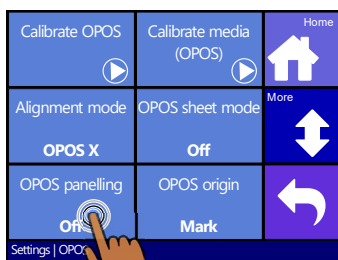 Calibrate OPOS
Calibrate media
(OPOS)
Home
Alignment mode
OPOS X
OPOS sheet mode
Off
More
OPOS panelling
OPOS origin
Mark
Settings | OPOS